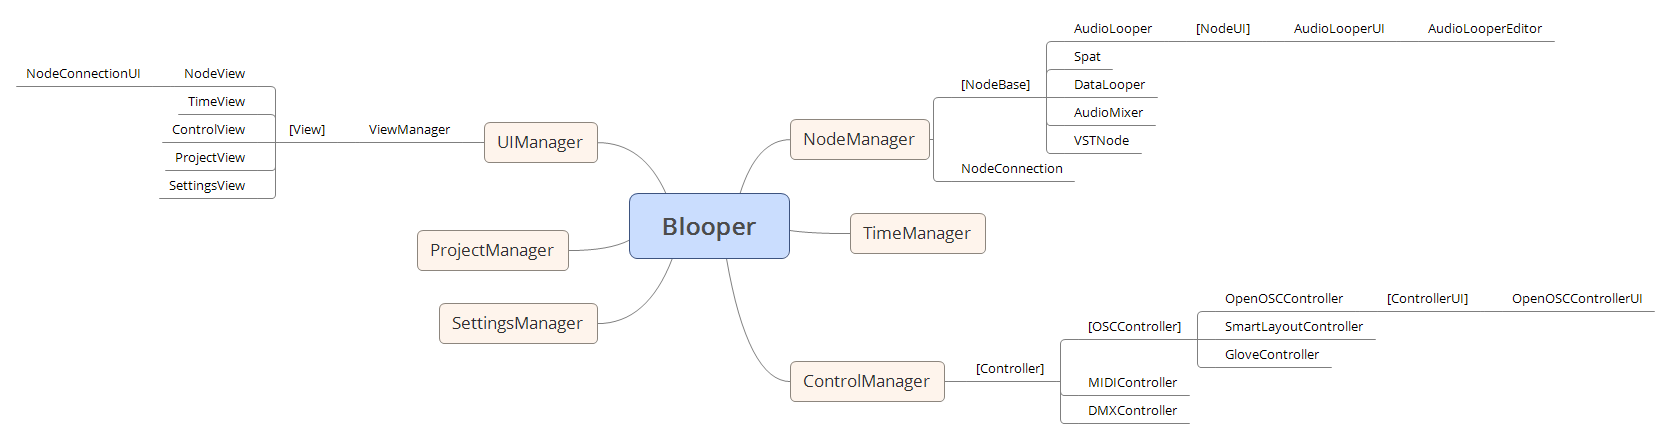 Blooper
NodeManager
[NodeBase]
AudioLooper
[NodeUI]
AudioLooperUI
AudioLooperEditor
Spat
DataLooper
AudioMixer
VSTNode
NodeConnection
TimeManager
ControlManager
[Controller]
[OSCController]
OpenOSCController
[ControllerUI]
OpenOSCControllerUI
SmartLayoutController
GloveController
MIDIController
DMXController
UIManager
ViewManager
[View]
NodeView
NodeConnectionUI
TimeView
ControlView
ProjectView
SettingsView
ProjectManager
SettingsManager